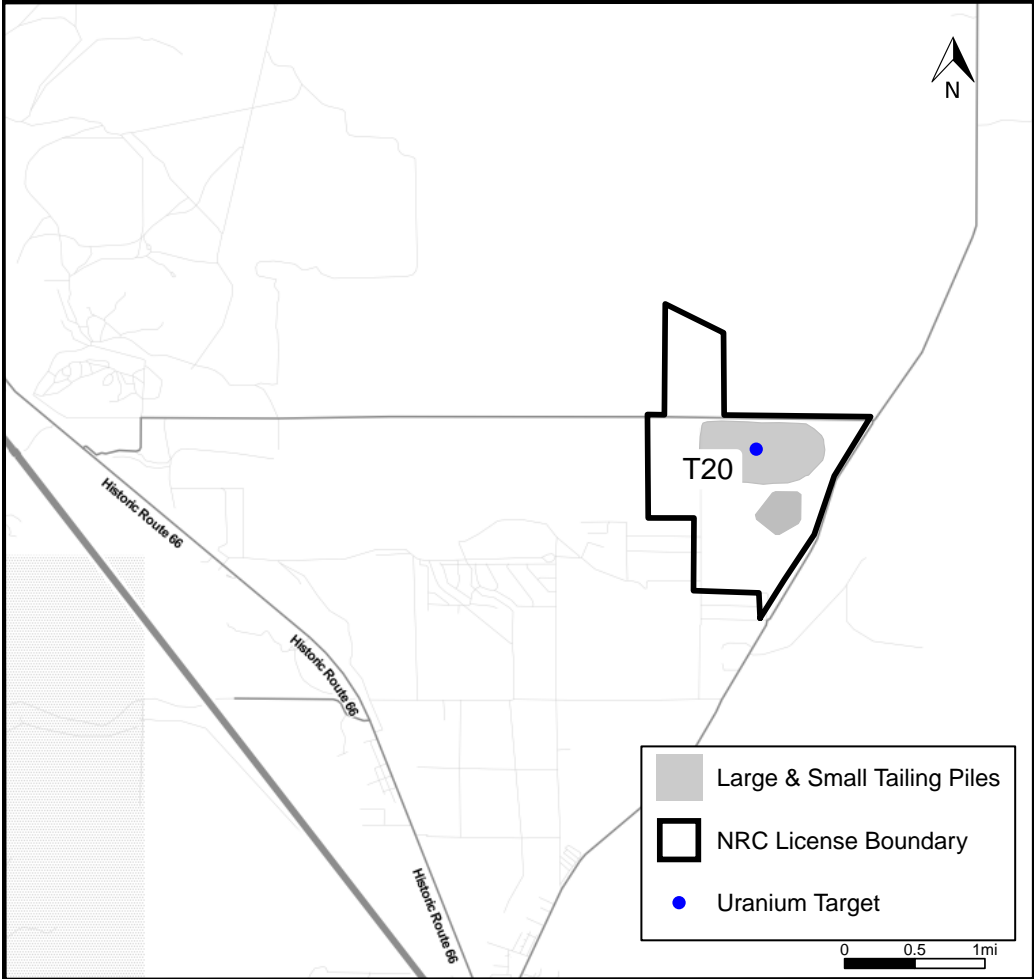 N
T20
Historic Route 66
Historic Route 66
Historic Route 66
Large & Small Tailing Piles
NRC License Boundary
Uranium Target
0 0.5 1mi